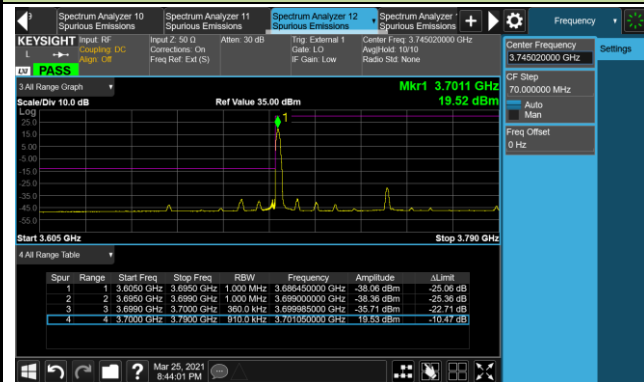 Spectrum Analyzer 10
Spurious Emissions
Spectrum Analyzer 11
Spurious Emissions
Spectrum Analyzer 12
Spurious Emissions
Spectrum Analyzer
Spurious Emissions
Frequency
KEYSIGHT
L
PASS
Input: RF
Coupling: DC
Align: Off
Input Z: 50 Ω
Corrections: On
Freq Ref: Ext (S)
Atten: 30 dB
Trig: External 1
Gate: LO
IF Gain: Low
Center Freq: 3.745020000 GHz
Avg|Hold: 10/10
Radio Std: None
Center Frequency
3.745020000 GHz
Settings
CF Step
70.000000 MHz
Auto
Man
Freq Offset
0 Hz
3 All Range Graph
Mkr1 3.7011 GHz
19.52 dBm
Scale/Div 10.0 dB
Ref Value 35.00 dBm
Log
25.0
15.0
5.00
-5.00
-15.0
-25.0
-35.0
-45.0
-55.0
1
Start 3.605 GHz
Stop 3.790 GHz
4 All Range Table
Spur Range Start Freq Stop Freq RBW Frequency Amplitude ΔLimit
1 1 3.6050 GHz 3.6950 GHz 1.000 MHz 3.686450000 GHz -38.06 dBm -25.06 dB
2 2 3.6950 GHz 3.6990 GHz 1.000 MHz 3.699000000 GHz -38.36 dBm -25.36 dB
3 3 3.6990 GHz 3.7000 GHz 360.0 kHz 3.699985000 GHz -35.71 dBm -22.71 dB
4 4 3.7000 GHz 3.7900 GHz 910.0 kHz 3.701050000 GHz 19.53 dBm -10.47 dB
Mar 25, 2021
8:44:01 PM